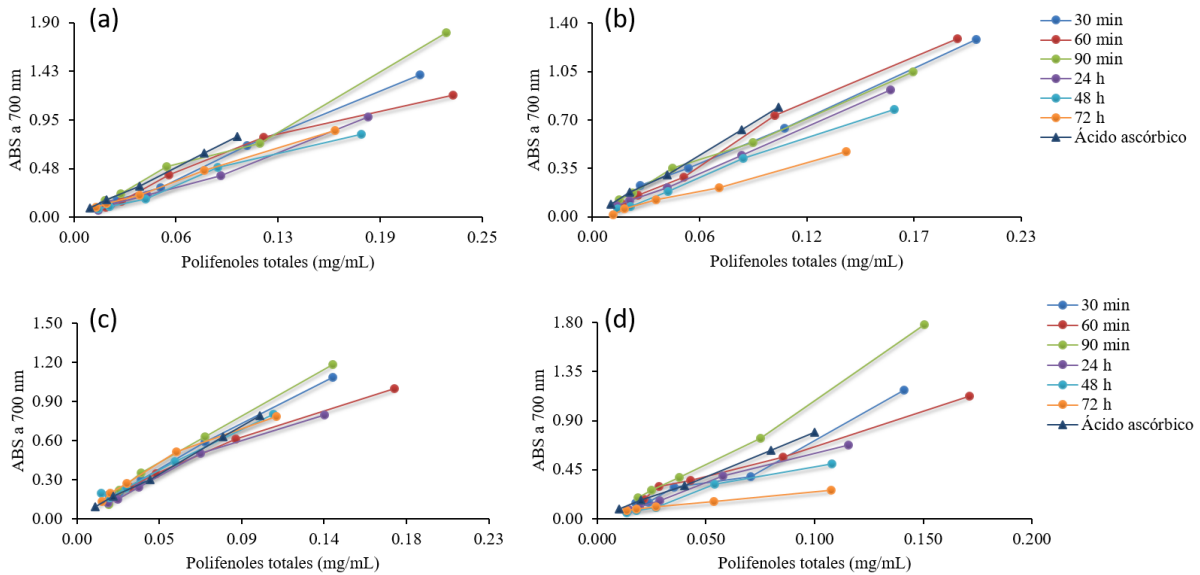 (a)
ABS a 700 nm
1.90
1.43
0.95
0.48
0.00
0.00 0.06 0.13 0.19 0.25
Polifenoles totales (mg/mL)
(b)
ABS a 700 nm
1.40
1.05
0.70
0.35
0.00
0.00 0.06 0.12 0.17 0.23
Polifenoles totales (mg/mL)
30 min
60 min
90 min
24 h
48 h
72 h
Ácido ascórbico
(c)
ABS a 700 nm
1.50
1.20
0.90
0.60
0.30
0.00
0.00 0.05 0.09 0.14 0.18 0.23
Polifenoles totales (mg/mL)
(d)
ABS a 700 nm
1.80
1.35
0.90
0.45
0.00
0.000 0.050 0.100 0.150 0.200
Polifenoles totales (mg/mL)
30 min
60 min
90 min
24 h
48 h
72 h
Ácido ascórbico